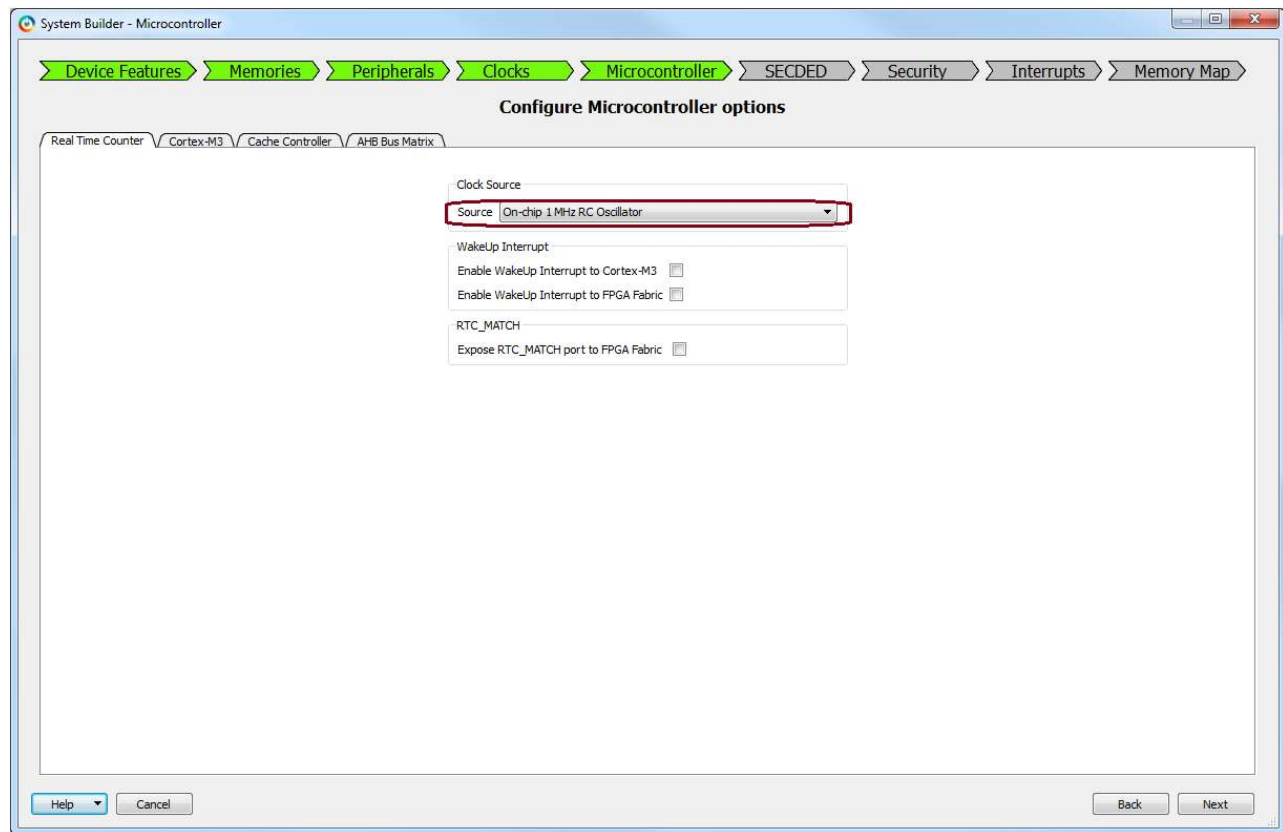 System Builder - Microcontroller
Device Features Memories Peripherals Clocks Microcontroller SECDED Security Interrupts Memory Map
Configure Microcontroller options
Real Time Counter Cortex-M3 Cache Controller AHB Bus Matrix
Clock Source
Source On-chip 1 MHz RC Oscillator
WakeUp Interrupt
Enable WakeUp Interrupt to Cortex-M3
Enable WakeUp Interrupt to FPGA Fabric
RTC_MATCH
Expose RTC_MATCH port to FPGA Fabric
Help Cancel Back Next